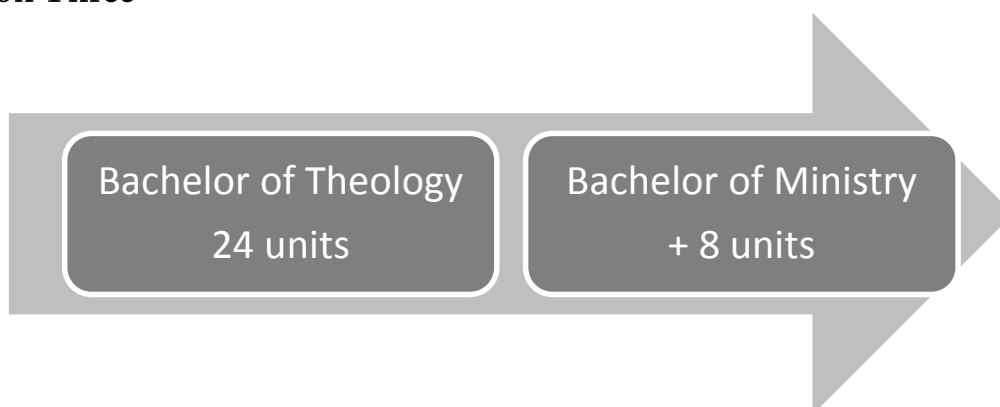 Bachelor of Theology
24 units
Bachelor of Ministry
+ 8 units